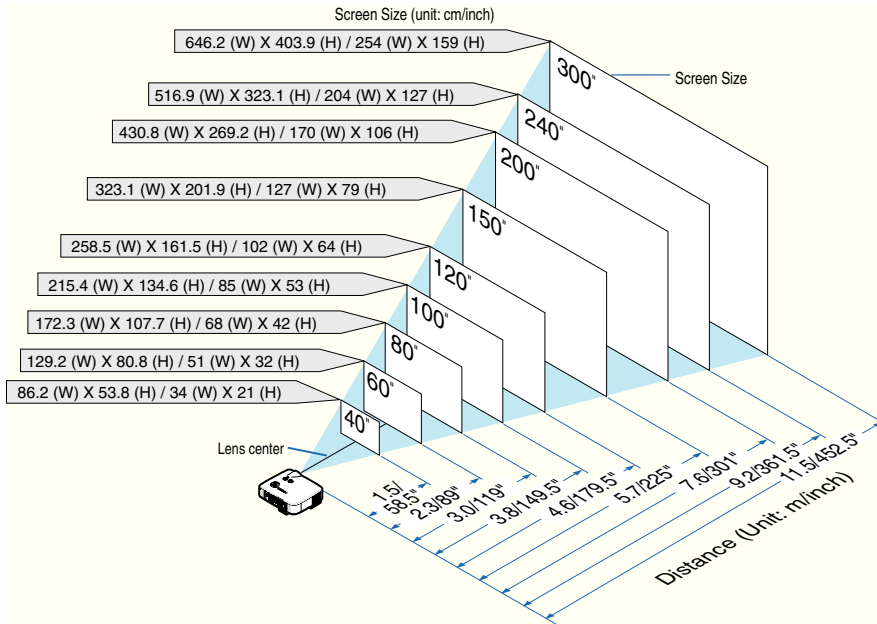 Screen Size (unit: cm/inch)
646.2 (W) X 403.9 (H) / 254 (W) X 159 (H)
300"
Screen Size
516.9 (W) X 323.1 (H) / 204 (W) X 127 (H)
240"
430.8 (W) X 269.2 (H) / 170 (W) X 106 (H)
200"
323.1 (W) X 201.9 (H) / 127 (W) X 79 (H)
150"
258.5 (W) X 161.5 (H) / 102 (W) X 64 (H)
120"
215.4 (W) X 134.6 (H) / 85 (W) X 53 (H)
100"
172.3 (W) X 107.7 (H) / 68 (W) X 42 (H)
80"
129.2 (W) X 80.8 (H) / 51 (W) X 32 (H)
60"
86.2 (W) X 53.8 (H) / 34 (W) X 21 (H)
40"
Lens center
1.5/
58.5"
2.3/89"
3.0/119"
3.8/149.5"
4.6/179.5"
5.7/225"
7.6/301"
9.2/361.5"
11.5/452.5"
Distance (Unit: m/inch)